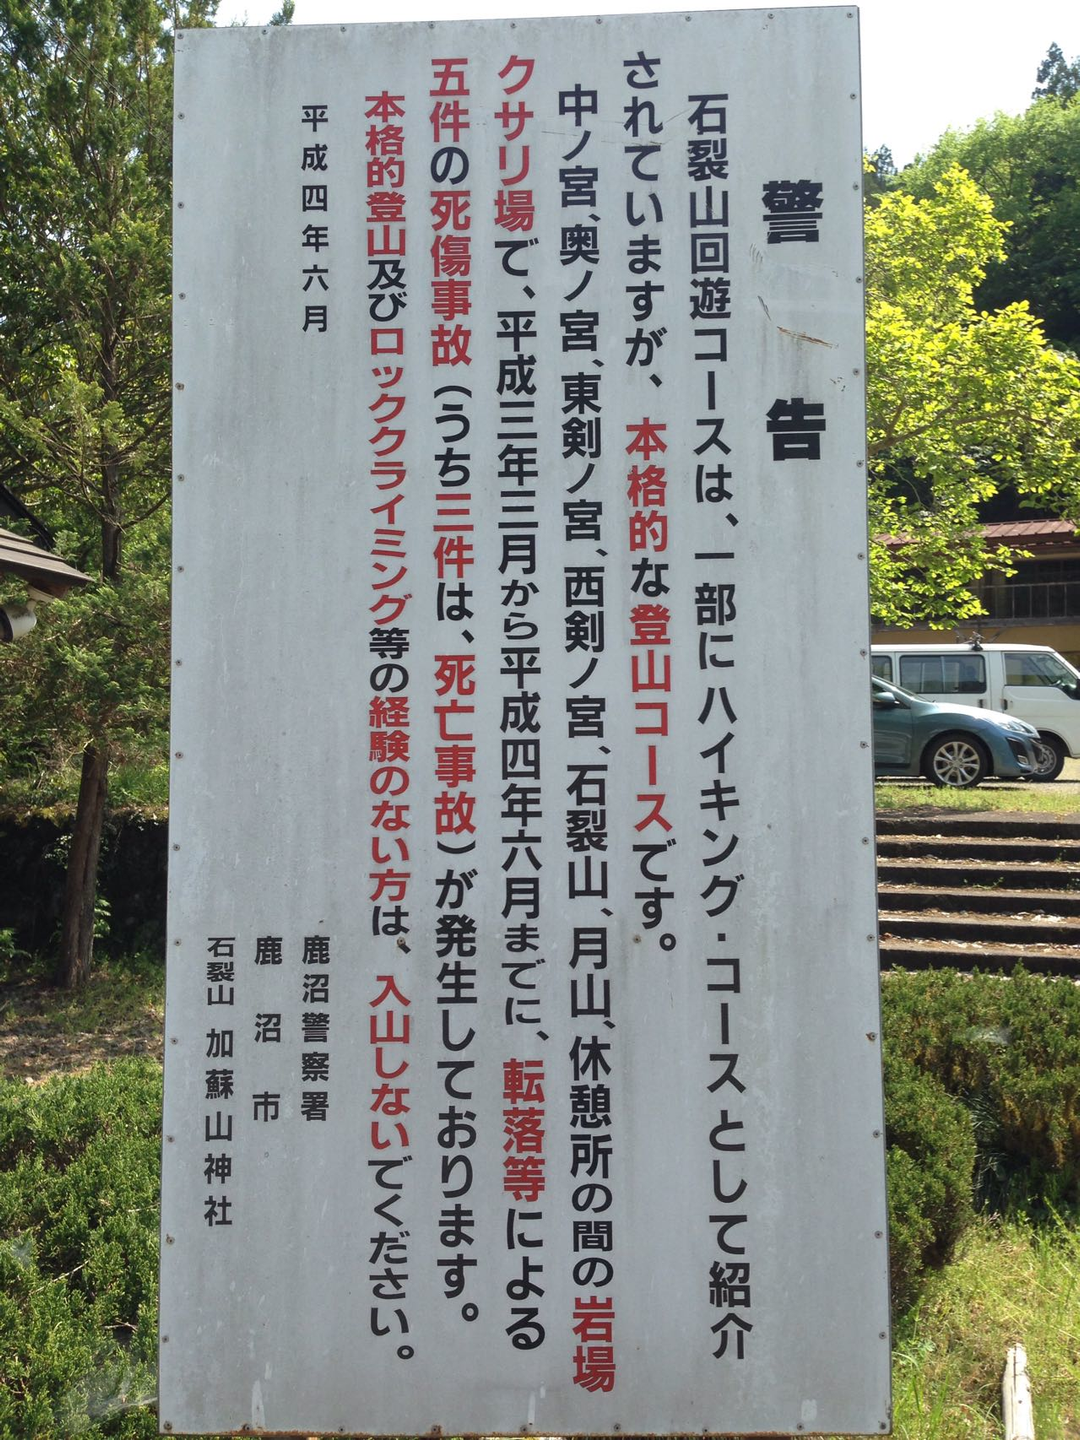 警告
石裂山回遊コースは、一部にハイキング・コースとして紹介
されていますが、本格的な登山コースです。
中ノ宮、奥ノ宮、東剣ノ宮、西剣ノ宮、石裂山、月山、休憩所の間の岩場
クサリ場で、平成三年三月から平成四年六月までに、転落等による
五件の死傷事故（うち三件は、死亡事故）が発生しております。
本格的登山及びロッククライミング等の経験のない方は、入山しないでください。
平成四年六月
鹿沼警察署
鹿沼市
石裂山 加蘇山神社